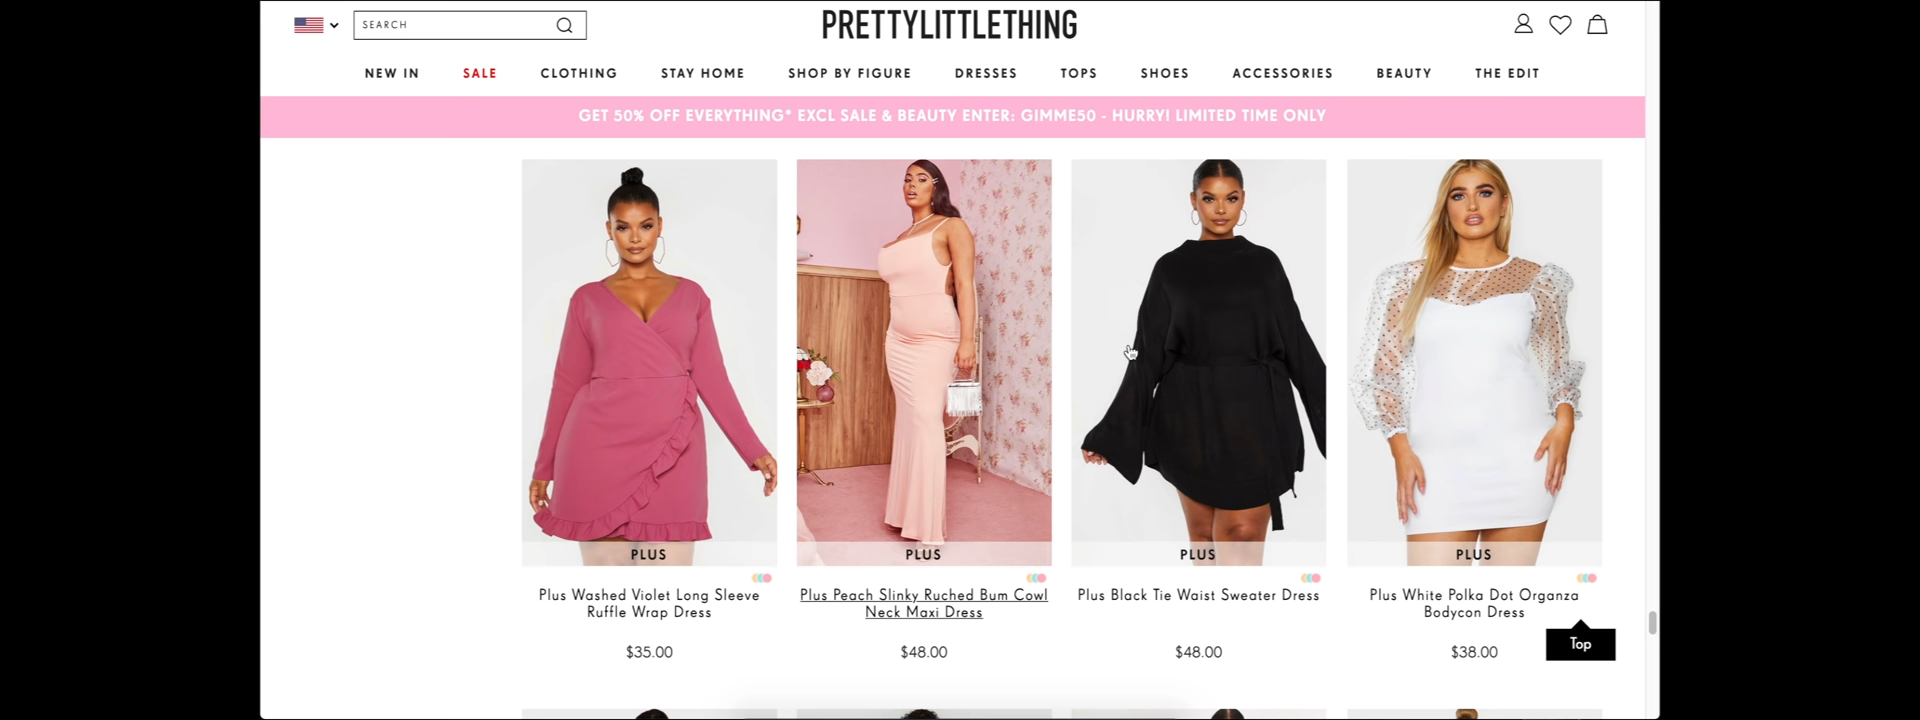 SEARCH
PRETTYLITTLETHING
NEW IN SALE CLOTHING STAY HOME SHOP BY FIGURE DRESSES TOPS SHOES ACCESSORIES BEAUTY THE EDIT
GET 50% OFF EVERYTHING* EXCL SALE & BEAUTY ENTER: GIMME50 - HURRY! LIMITED TIME ONLY
PLUS
PLUS
PLUS
PLUS
Plus Washed Violet Long Sleeve
Ruffle Wrap Dress
$35.00
Plus Peach Slinky Ruched Bum Cowl
Neck Maxi Dress
$48.00
Plus Black Tie Waist Sweater Dress
$48.00
Plus White Polka Dot Organza
Bodycon Dress
$38.00
Top